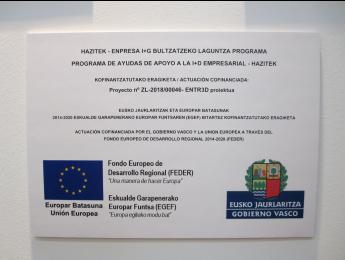 HAZITEK - ENPRESA I+G BULTZATZEKO LAGUNTZA PROGRAMA
PROGRAMA DE AYUDAS DE APOYO A LA I+D EMPRESARIAL - HAZITEK
KOFINANTZATUTAKO ERAGIKETA / ACTUACIÓN COFINANCIADA:
Proyecto nº ZL-2018/00046- ENTR3D proiektua
EUSKO JAURLARITZAK ETA EUROPAR BATASUNAK
2014-2020 ESKUALDE GARAPENERAKO EUROPAR FUNTSAREN (EGEF) BITARTEZ KOFINANTZATUTAKO ERAGIKETA
ACTUACIÓN COFINANCIADA POR EL GOBIERNO VASCO Y LA UNION EUROPEA A TRAVÉS DEL
FONDO EUROPEO DE DESARROLLO REGIONAL 2014-2020 (FEDER)
Fondo Europeo de
Desarrollo Regional (FEDER)
"Una manera de hacer Europa"
Eskualde Garapenerako
Europar Funtsa (EGEF)
"Europa egiteko modu bat"
Europar Batasuna
Unión Europea
EUSKO JAURLARITZA
GOBIERNO VASCO